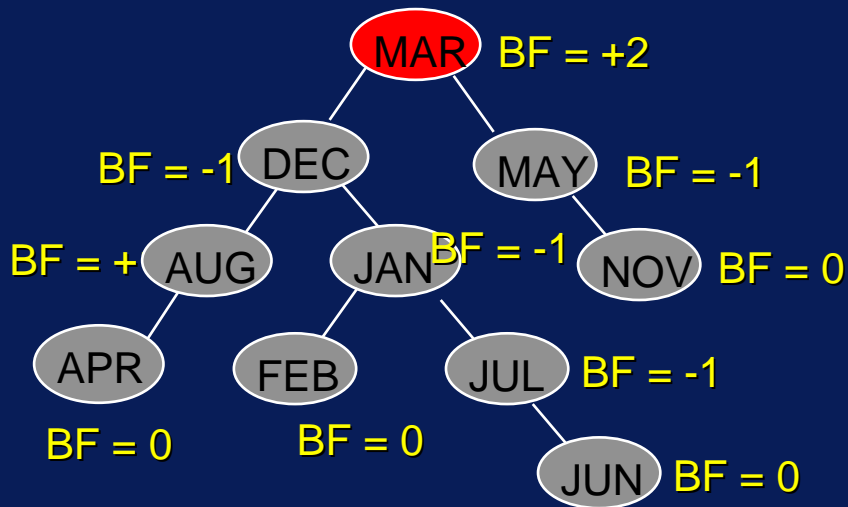 MAR BF = +2
BF = -1 DEC MAY BF = -1
BF = + AUG JAN BF = -1 NOV BF = 0
APR FEB JUL BF = -1
BF = 0 BF = 0
JUN BF = 0